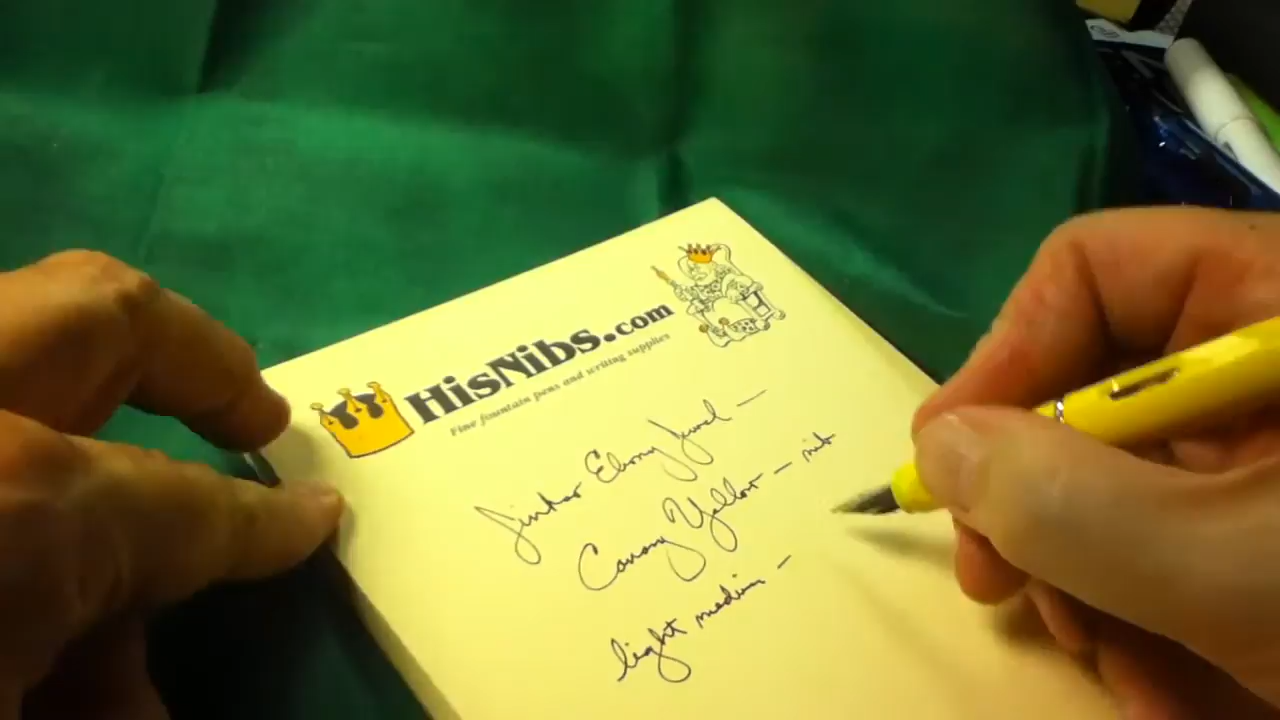 HisNibs.com
Fine fountain pens and writing supplies
Jinhao Ebony Jewel —
Canary Yellow — nib
light medium —